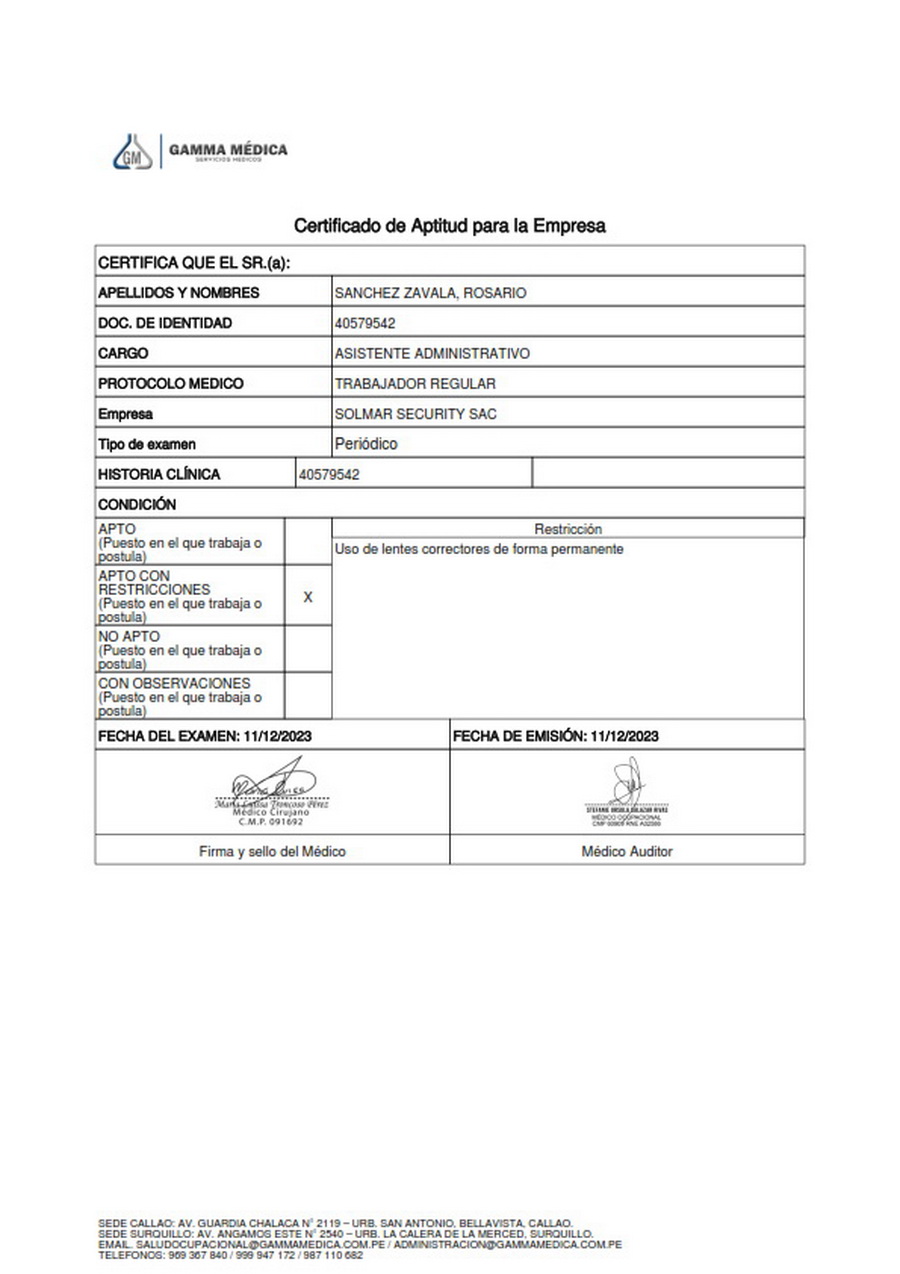 GM
GAMMA MÉDICA
SERVICIOS MEDICOS
Certificado de Aptitud para la Empresa
CERTIFICA QUE EL SR.(a):
APELLIDOS Y NOMBRES SANCHEZ ZAVALA, ROSARIO
DOC. DE IDENTIDAD 40579542
CARGO ASISTENTE ADMINISTRATIVO
PROTOCOLO MEDICO TRABAJADOR REGULAR
Empresa SOLMAR SECURITY SAC
Tipo de examen Periódico
HISTORIA CLÍNICA 40579542
CONDICIÓN
APTO
(Puesto en el que trabaja o
postula)
Restricción
Uso de lentes correctores de forma permanente
APTO CON
RESTRICCIONES
(Puesto en el que trabaja o
postula)
X
NO APTO
(Puesto en el que trabaja o
postula)
CON OBSERVACIONES
(Puesto en el que trabaja o
postula)
FECHA DEL EXAMEN: 11/12/2023 FECHA DE EMISIÓN: 11/12/2023
María Luisa Troncoso Pérez
Médico Cirujano
C.M.P. 091692
STEFANIE URSULA SALAZAR RIVAS
MÉDICO OCUPACIONAL
Firma y sello del Médico Médico Auditor
SEDE CALLAO: AV. GUARDIA CHALACA N° 2119 – URB. SAN ANTONIO, BELLAVISTA, CALLAO.
SEDE SURQUILLO: AV. ANGAMOS ESTE N° 2540 – URB. LA CALERA DE LA MERCED, SURQUILLO.
EMAIL. SALUDOCUPACIONAL@GAMMAMEDICA.COM.PE / ADMINISTRACION@GAMMAMEDICA.COM.PE
TELEFONOS: 969 367 840 / 999 947 172 / 987 110 682